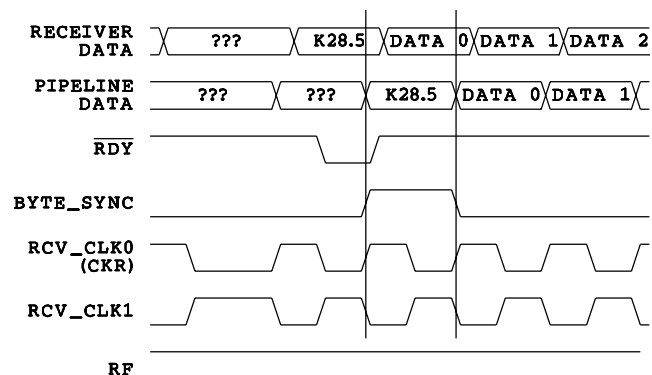 RECEIVER DATA ??? K28.5 DATA 0 DATA 1 DATA 2
PIPELINE DATA ??? ??? K28.5 DATA 0 DATA 1
RDY
BYTE_SYNC
RCV_CLK0
(CKR)
RCV_CLK1
RF